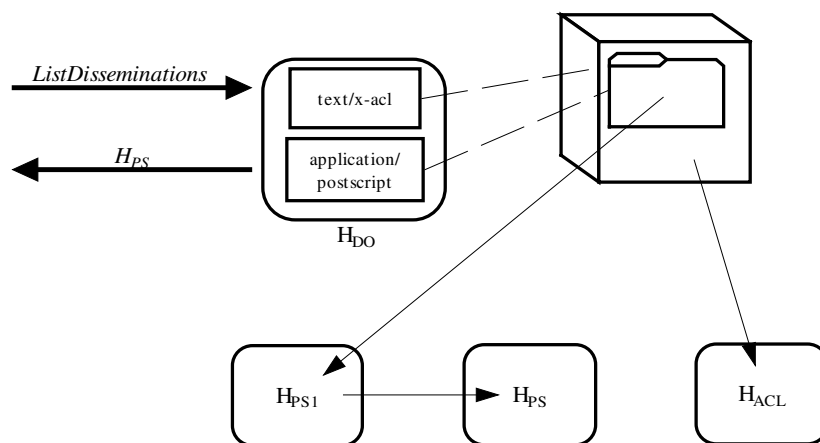 ListDisseminations
text/x-acl
H_PS
application/
postscript
H_DO
H_PS1
H_PS
H_ACL